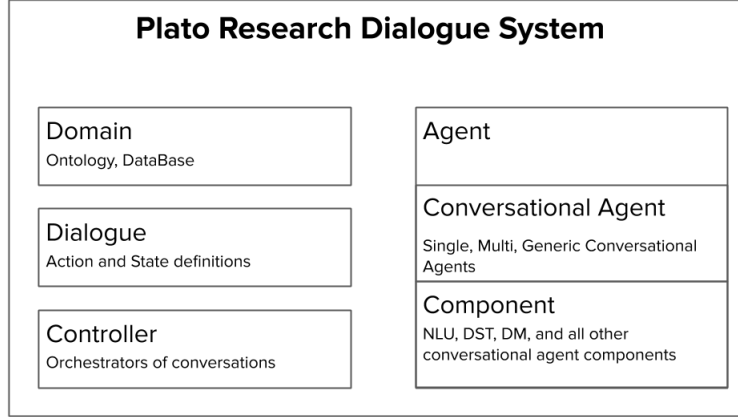 Plato Research Dialogue System
Domain
Ontology, DataBase
Dialogue
Action and State definitions
Controller
Orchestrators of conversations
Agent
Conversational Agent
Single, Multi, Generic Conversational
Agents
Component
NLU, DST, DM, and all other
conversational agent components